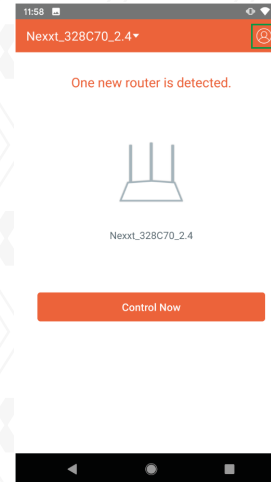 11:58
Nexxt_328C70_2.4
One new router is detected.
Nexxt_328C70_2.4
Control Now